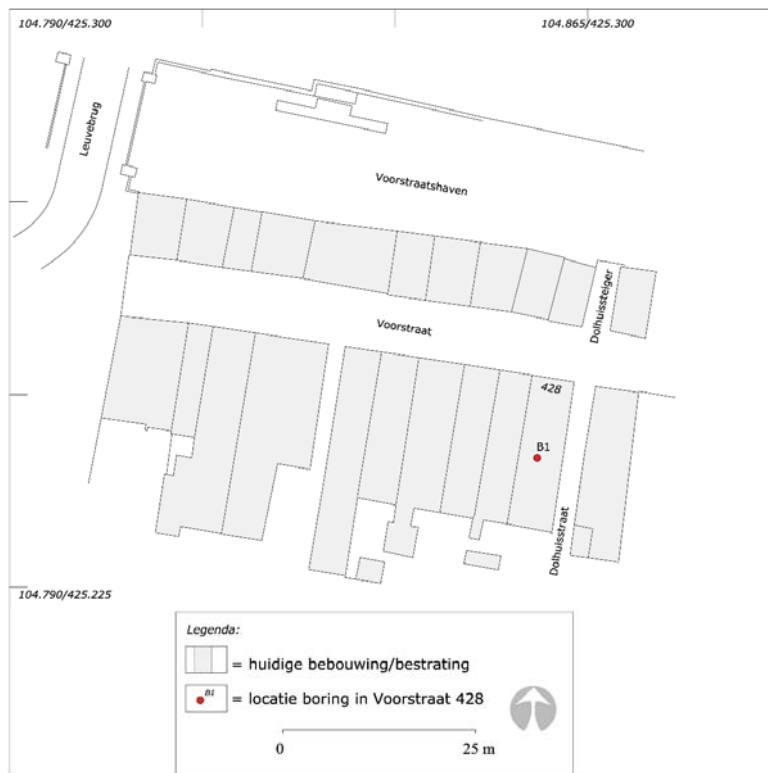 104.790/425.300
104.865/425.300
Leuvebrug
Voorstraatshaven
Dolhuissteiger
Voorstraat
428
B1
Dolhuisstraat
104.790/425.225
Legenda:
= huidige bebouwing/bestrating
B1
= locatie boring in Voorstraat 428
0
25 m